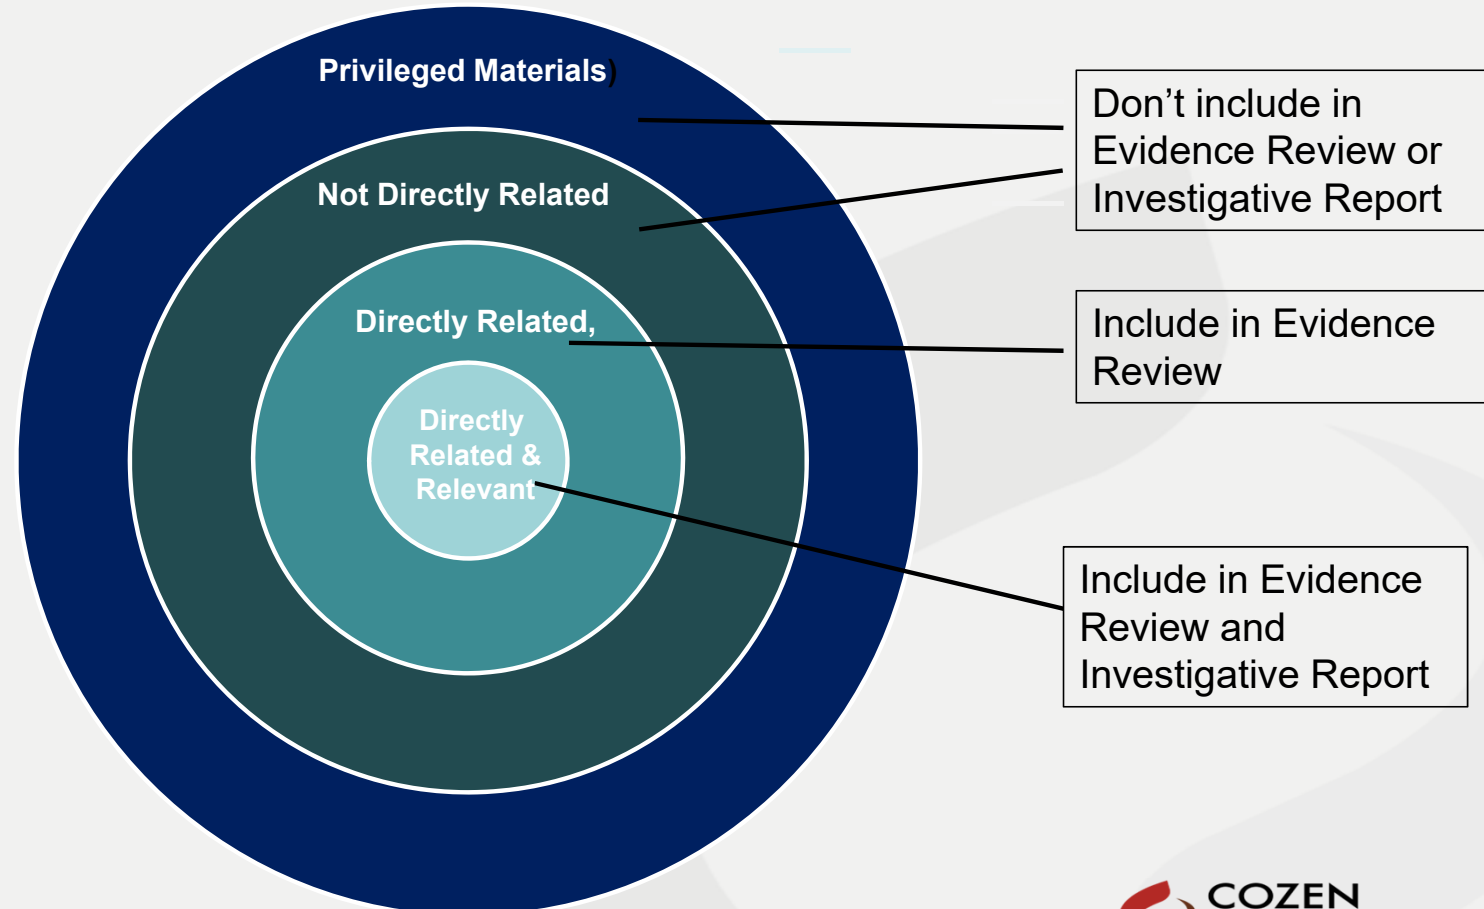 Privileged Materials)
Not Directly Related
Directly Related,
Directly
Related &
Relevant
Don’t include in
Evidence Review or
Investigative Report
Include in Evidence
Review
Include in Evidence
Review and
Investigative Report
COZEN